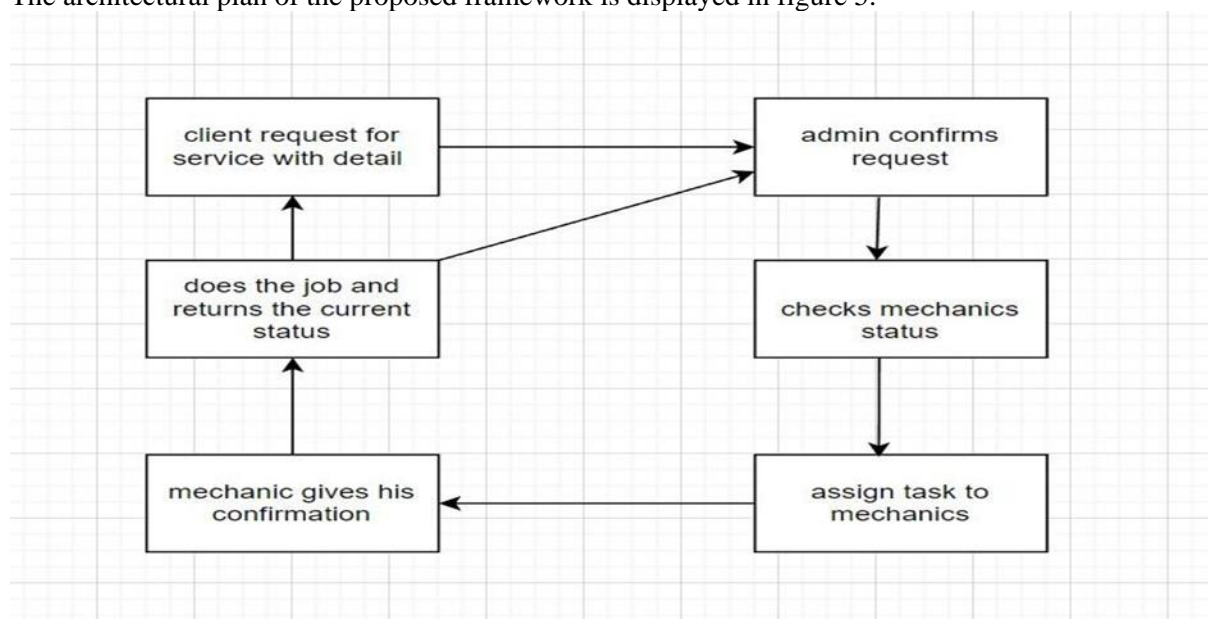 The architectural plan of the proposed framework is displayed in figure 3.
client request for
service with detail
admin confirms
request
does the job and
returns the current
status
checks mechanics
status
mechanic gives his
confirmation
assign task to
mechanics